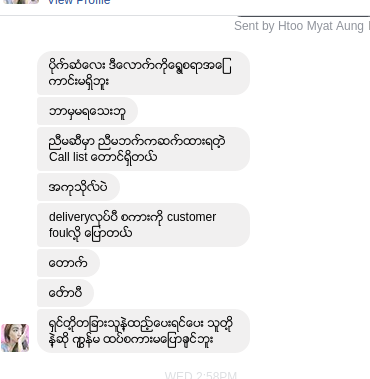 View Profile
Sent by Htoo Myat Aung
ပိုက်ဆံလေး ဒီလောက်ကိုရွေ့စရာအကြောင်းမရှိဘူး
ဘာမှမရသေးဘူ
ညီမဆီမှာ ညီမဘက်ကဆက်ထားရတဲ့
Call list တောင်ရှိတယ်
အကုသိုလ်ပဲ
deliveryလုပ်ပီ စကားကို customer
foulလို့ ပြောတယ်
တောက်
တော်ပါ
ရှင်တို့တခြားသူနဲ့ထည့်ပေးရင်ပေး သူတို့
နဲ့ဆို ကျွန်မ ထပ်စကားမပြောချင်ဘူး
WED 2:58PM